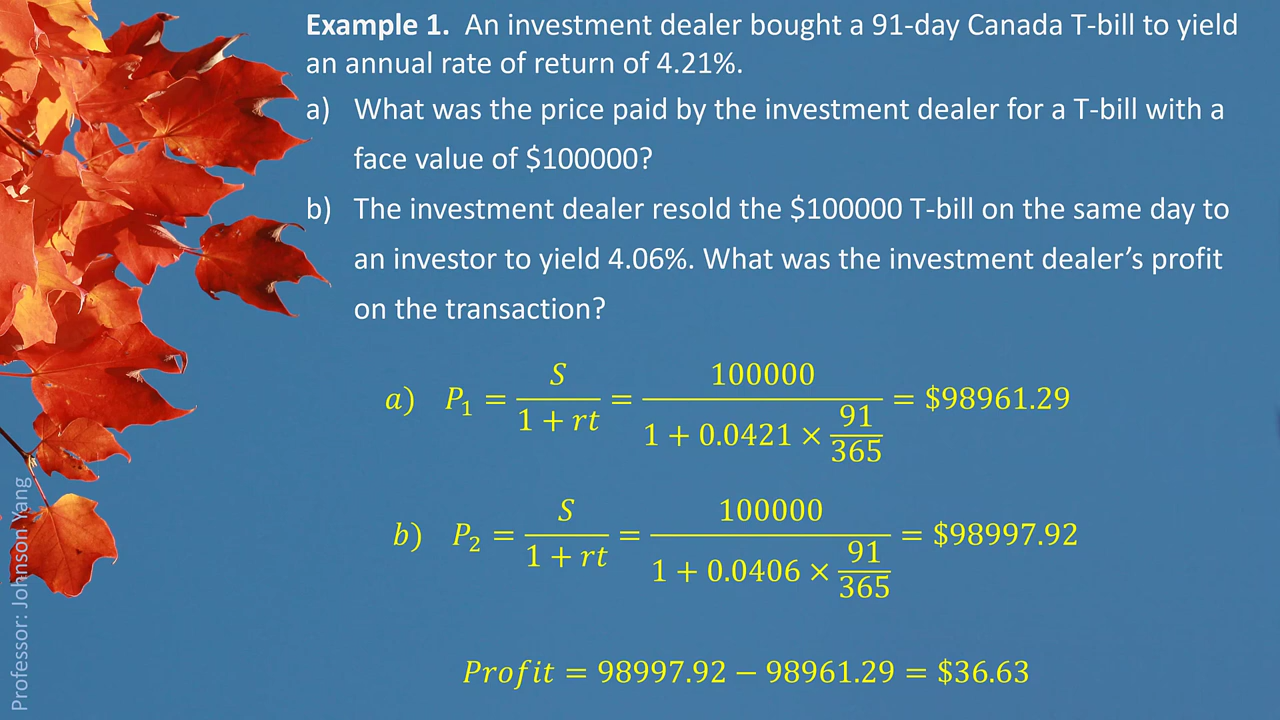 Example 1. An investment dealer bought a 91-day Canada T-bill to yield
an annual rate of return of 4.21%.
a) What was the price paid by the investment dealer for a T-bill with a
face value of $100000?
b) The investment dealer resold the $100000 T-bill on the same day to
an investor to yield 4.06%. What was the investment dealer’s profit
on the transaction?
a) P₁ = S / (1 + rt) = 100000 / (1 + 0.0421 × 91/365) = $98961.29
b) P₂ = S / (1 + rt) = 100000 / (1 + 0.0406 × 91/365) = $98997.92
Profit = 98997.92 − 98961.29 = $36.63
Professor: Johnson Yang